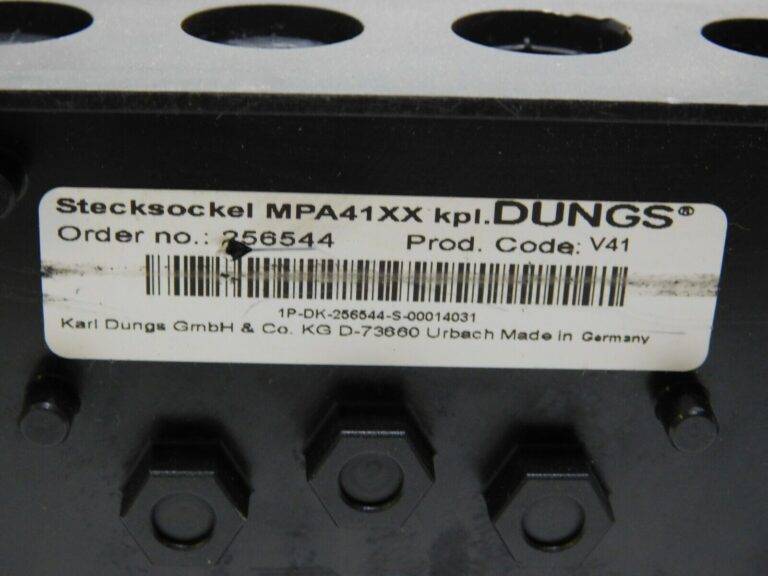 Stecksockel MPA41XX kpl. DUNGS®
Order no.: 256544 Prod. Code: V41
1P-DK-256544-S-00014031
Karl Dungs GmbH & Co. KG D-73660 Urbach Made in Germany